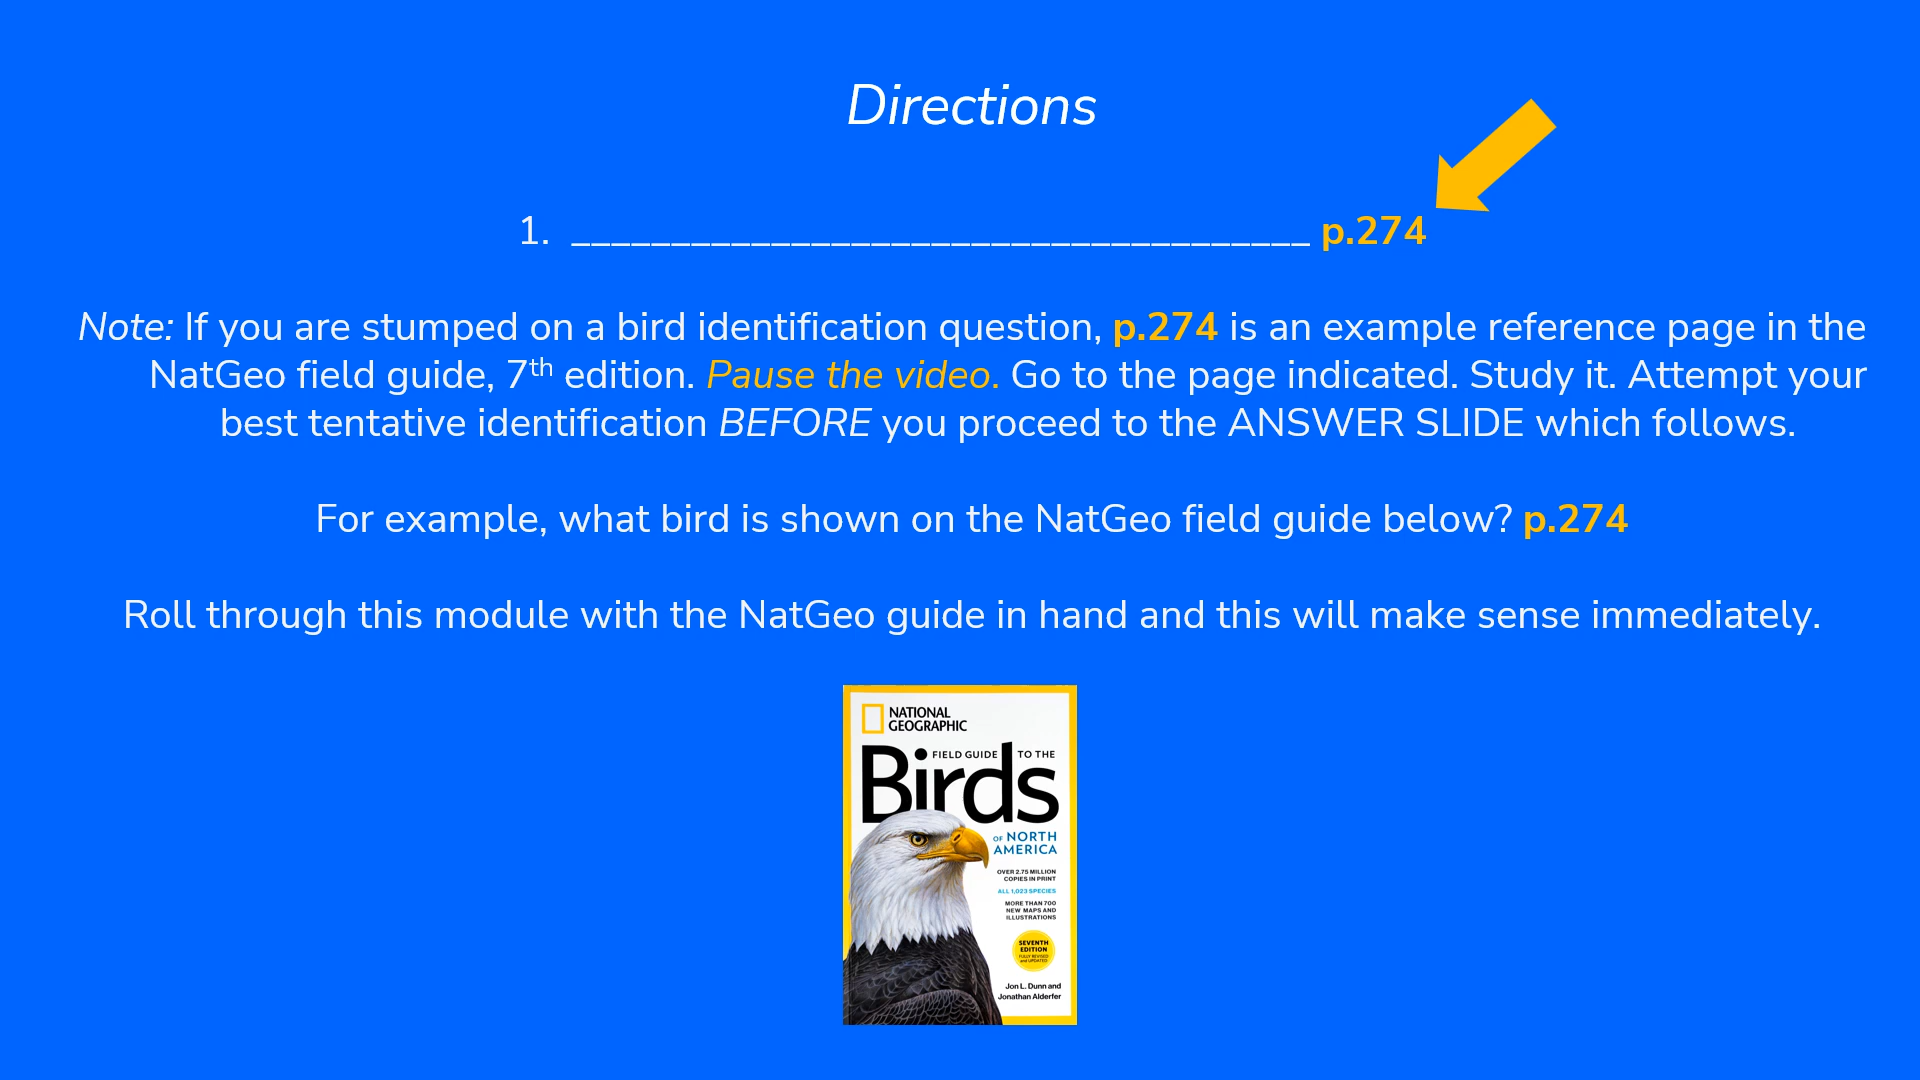 Directions
1. _____________________________________ p.274
Note: If you are stumped on a bird identification question, p.274 is an example reference page in the
NatGeo field guide, 7th edition. Pause the video. Go to the page indicated. Study it. Attempt your
best tentative identification BEFORE you proceed to the ANSWER SLIDE which follows.
For example, what bird is shown on the NatGeo field guide below? p.274
Roll through this module with the NatGeo guide in hand and this will make sense immediately.
NATIONAL
GEOGRAPHIC
FIELD GUIDE TO THE
Birds
OF NORTH
AMERICA
OVER 2.75 MILLION
COPIES IN PRINT
ALL 1,023 SPECIES
MORE THAN 700
NEW MAPS AND
ILLUSTRATIONS
SEVENTH
EDITION
FULLY REVISED
and UPDATED
Jon L. Dunn and
Jonathan Alderfer